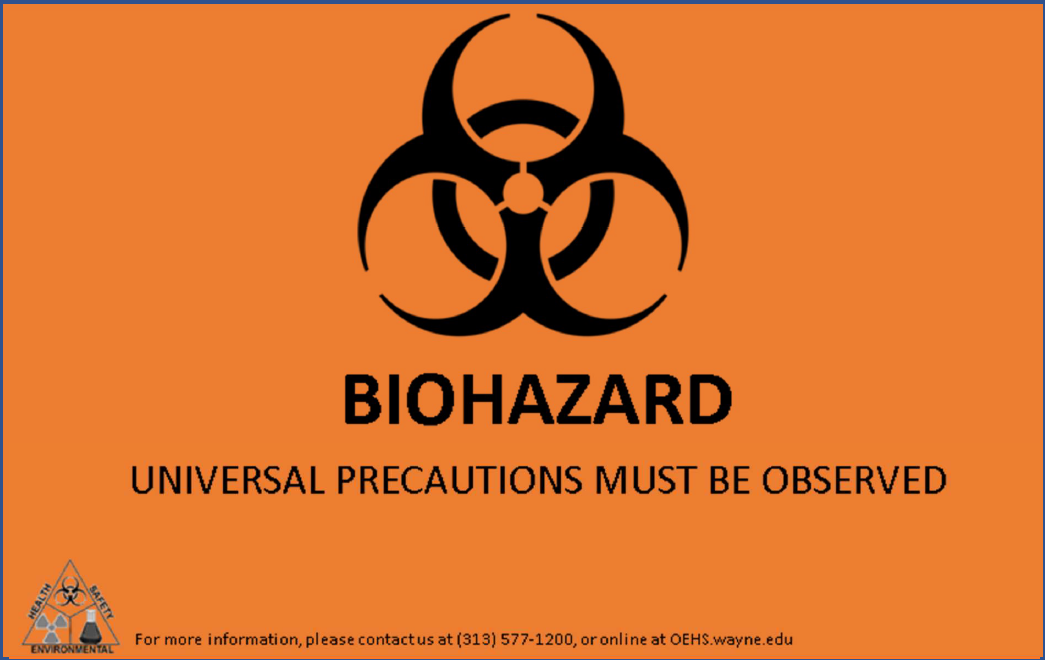 BIOHAZARD
UNIVERSAL PRECAUTIONS MUST BE OBSERVED
HEALTH
SAFETY
ENVIRONMENTAL
For more information, please contact us at (313) 577-1200, or online at OEHS.wayne.edu